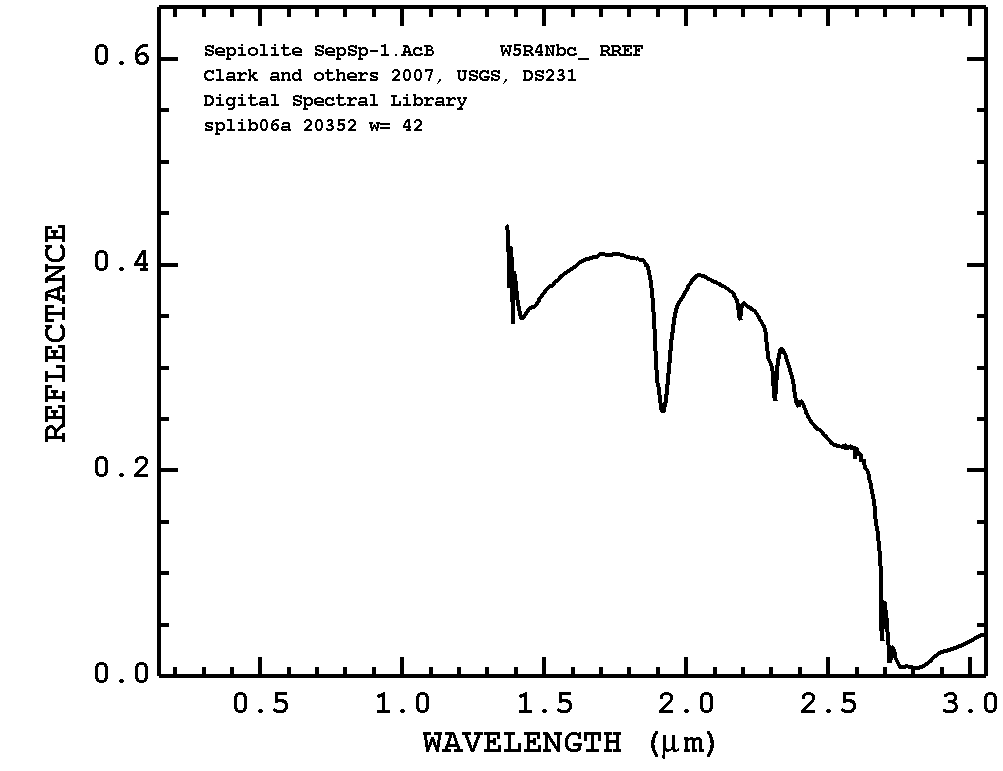 Sepiolite SepSp-1.AcB W5R4Nbc_ RREF
Clark and others 2007, USGS, DS231
Digital Spectral Library
splib06a 20352 w= 42
REFLECTANCE
0.6
0.4
0.2
0.0
0.5 1.0 1.5 2.0 2.5 3.0
WAVELENGTH (μm)